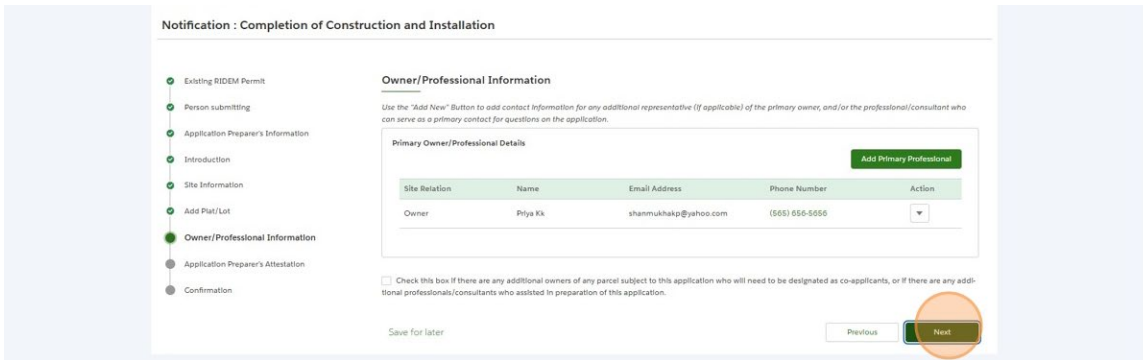 Notification : Completion of Construction and Installation
Existing RIDEM Permit
Person submitting
Application Preparer's Information
Introduction
Site Information
Add Plat/Lot
Owner/Professional Information
Application Preparer's Attestation
Confirmation
Owner/Professional Information
Use the "Add New" Button to add contact information for any additional representative (if applicable) of the primary owner, and/or the professional/consultant who
can serve as a primary contact for questions on the application.
Primary Owner/Professional Details
Add Primary Professional
Site Relation Name Email Address Phone Number Action
Owner Priya Kk shanmukhakp@yahoo.com (565) 656-5656
Check this box if there are any additional owners of any parcel subject to this application who will need to be designated as co-applicants, or if there are any addi-
tional professionals/consultants who assisted in preparation of this application.
Save for later
Previous
Next